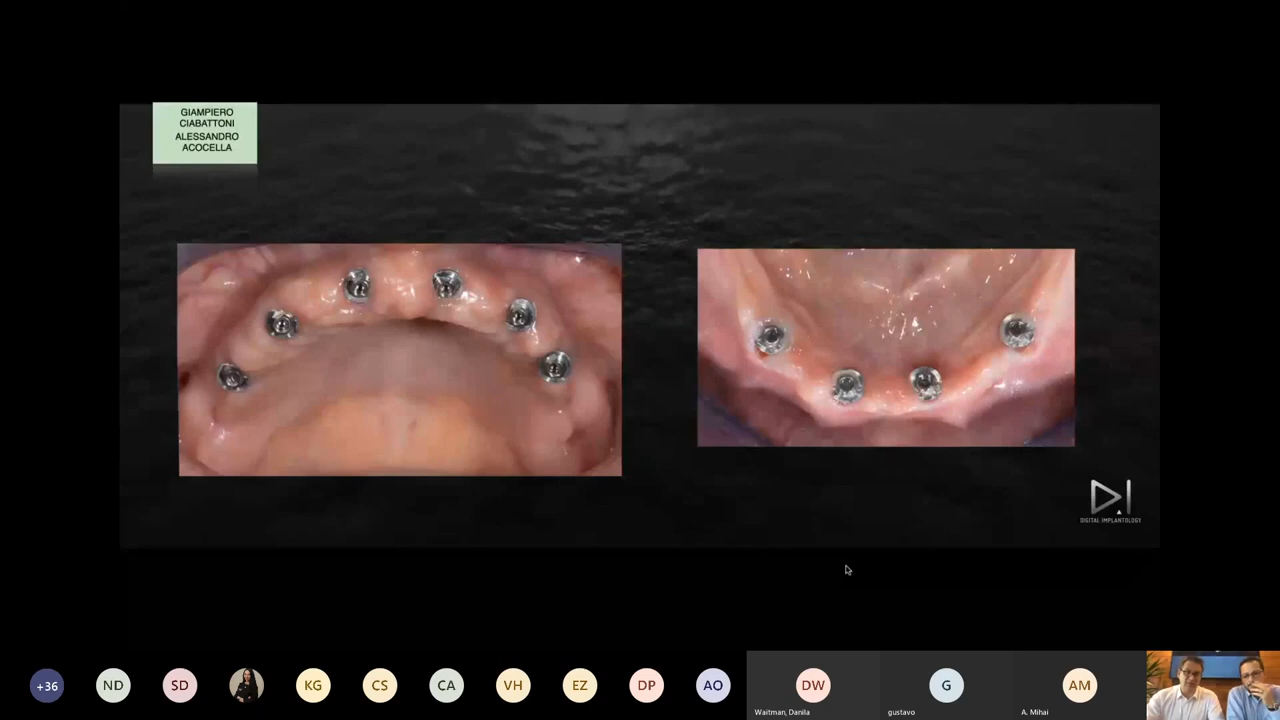 GIAMPIERO
CIABATTONI
ALESSANDRO
ACOCELLA
DIGITAL IMPLANTOLOGY
+36
ND
SD
KG
CS
CA
VH
EZ
DP
AO
DW
G
AM
Waitman, Danila
gustavo
A. Mihai